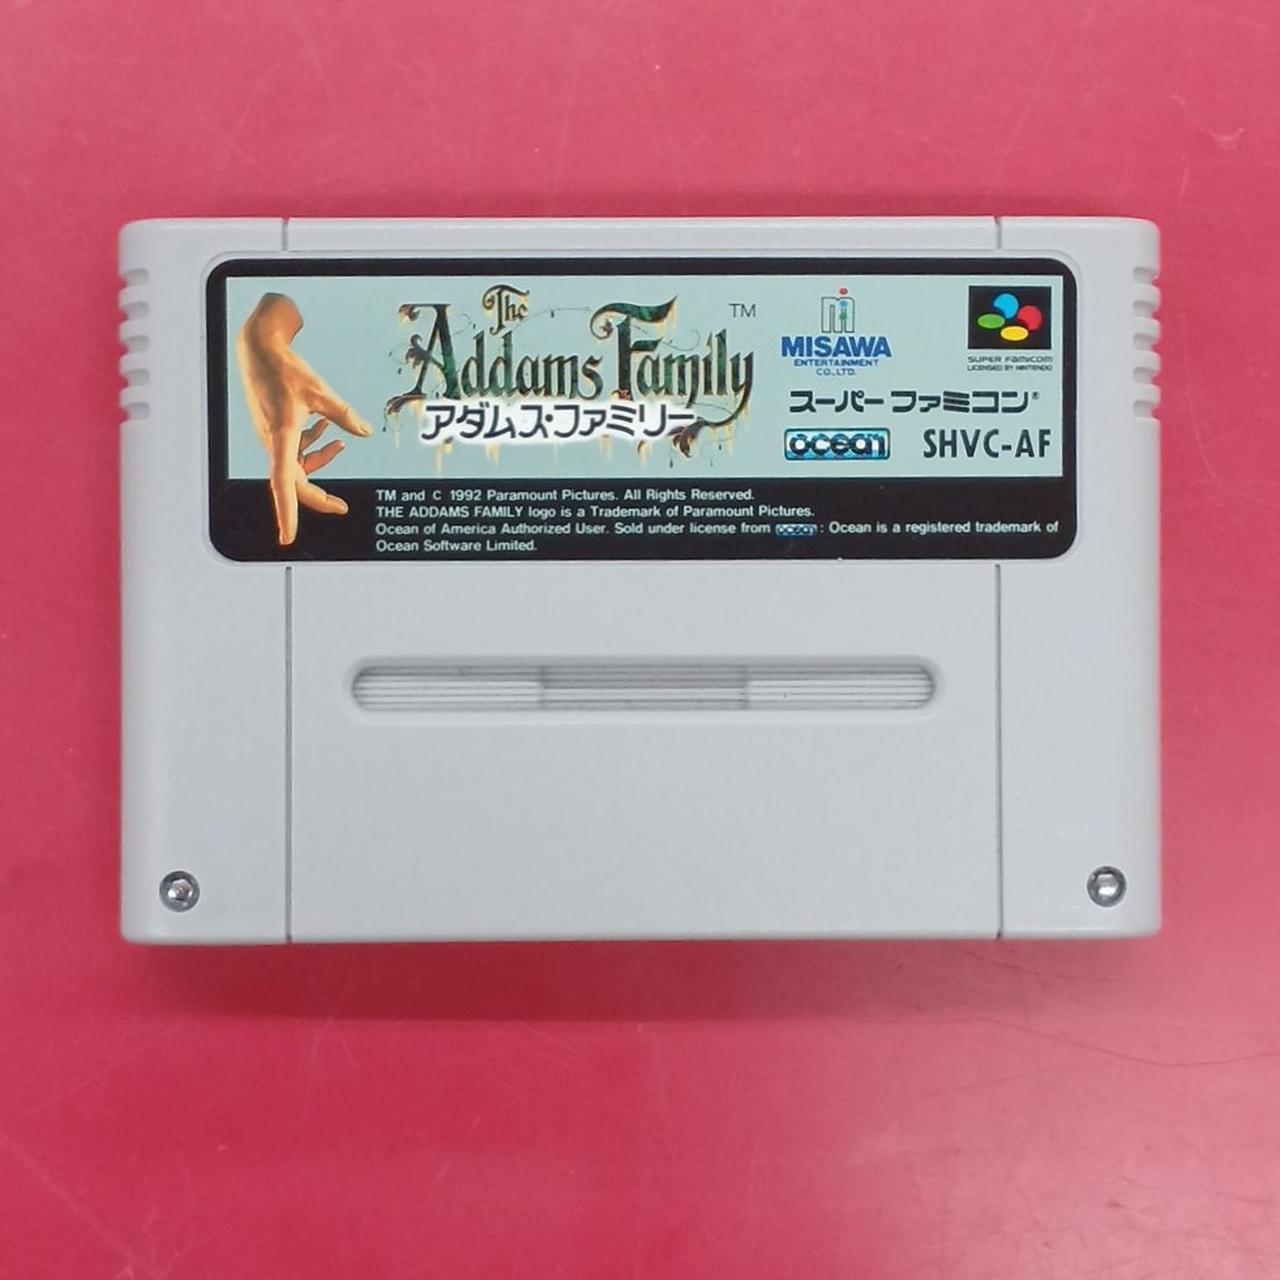 The
Addams Family TM
アダムス・ファミリー
MISAWA
ENTERTAINMENT
CO.,LTD.
SUPER FAMICOM
LICENSED BY NINTENDO
スーパー ファミコン®
ocean SHVC-AF
TM and C 1992 Paramount Pictures. All Rights Reserved.
THE ADDAMS FAMILY logo is a Trademark of Paramount Pictures.
Ocean of America Authorized User. Sold under license from ocean : Ocean is a registered trademark of
Ocean Software Limited.